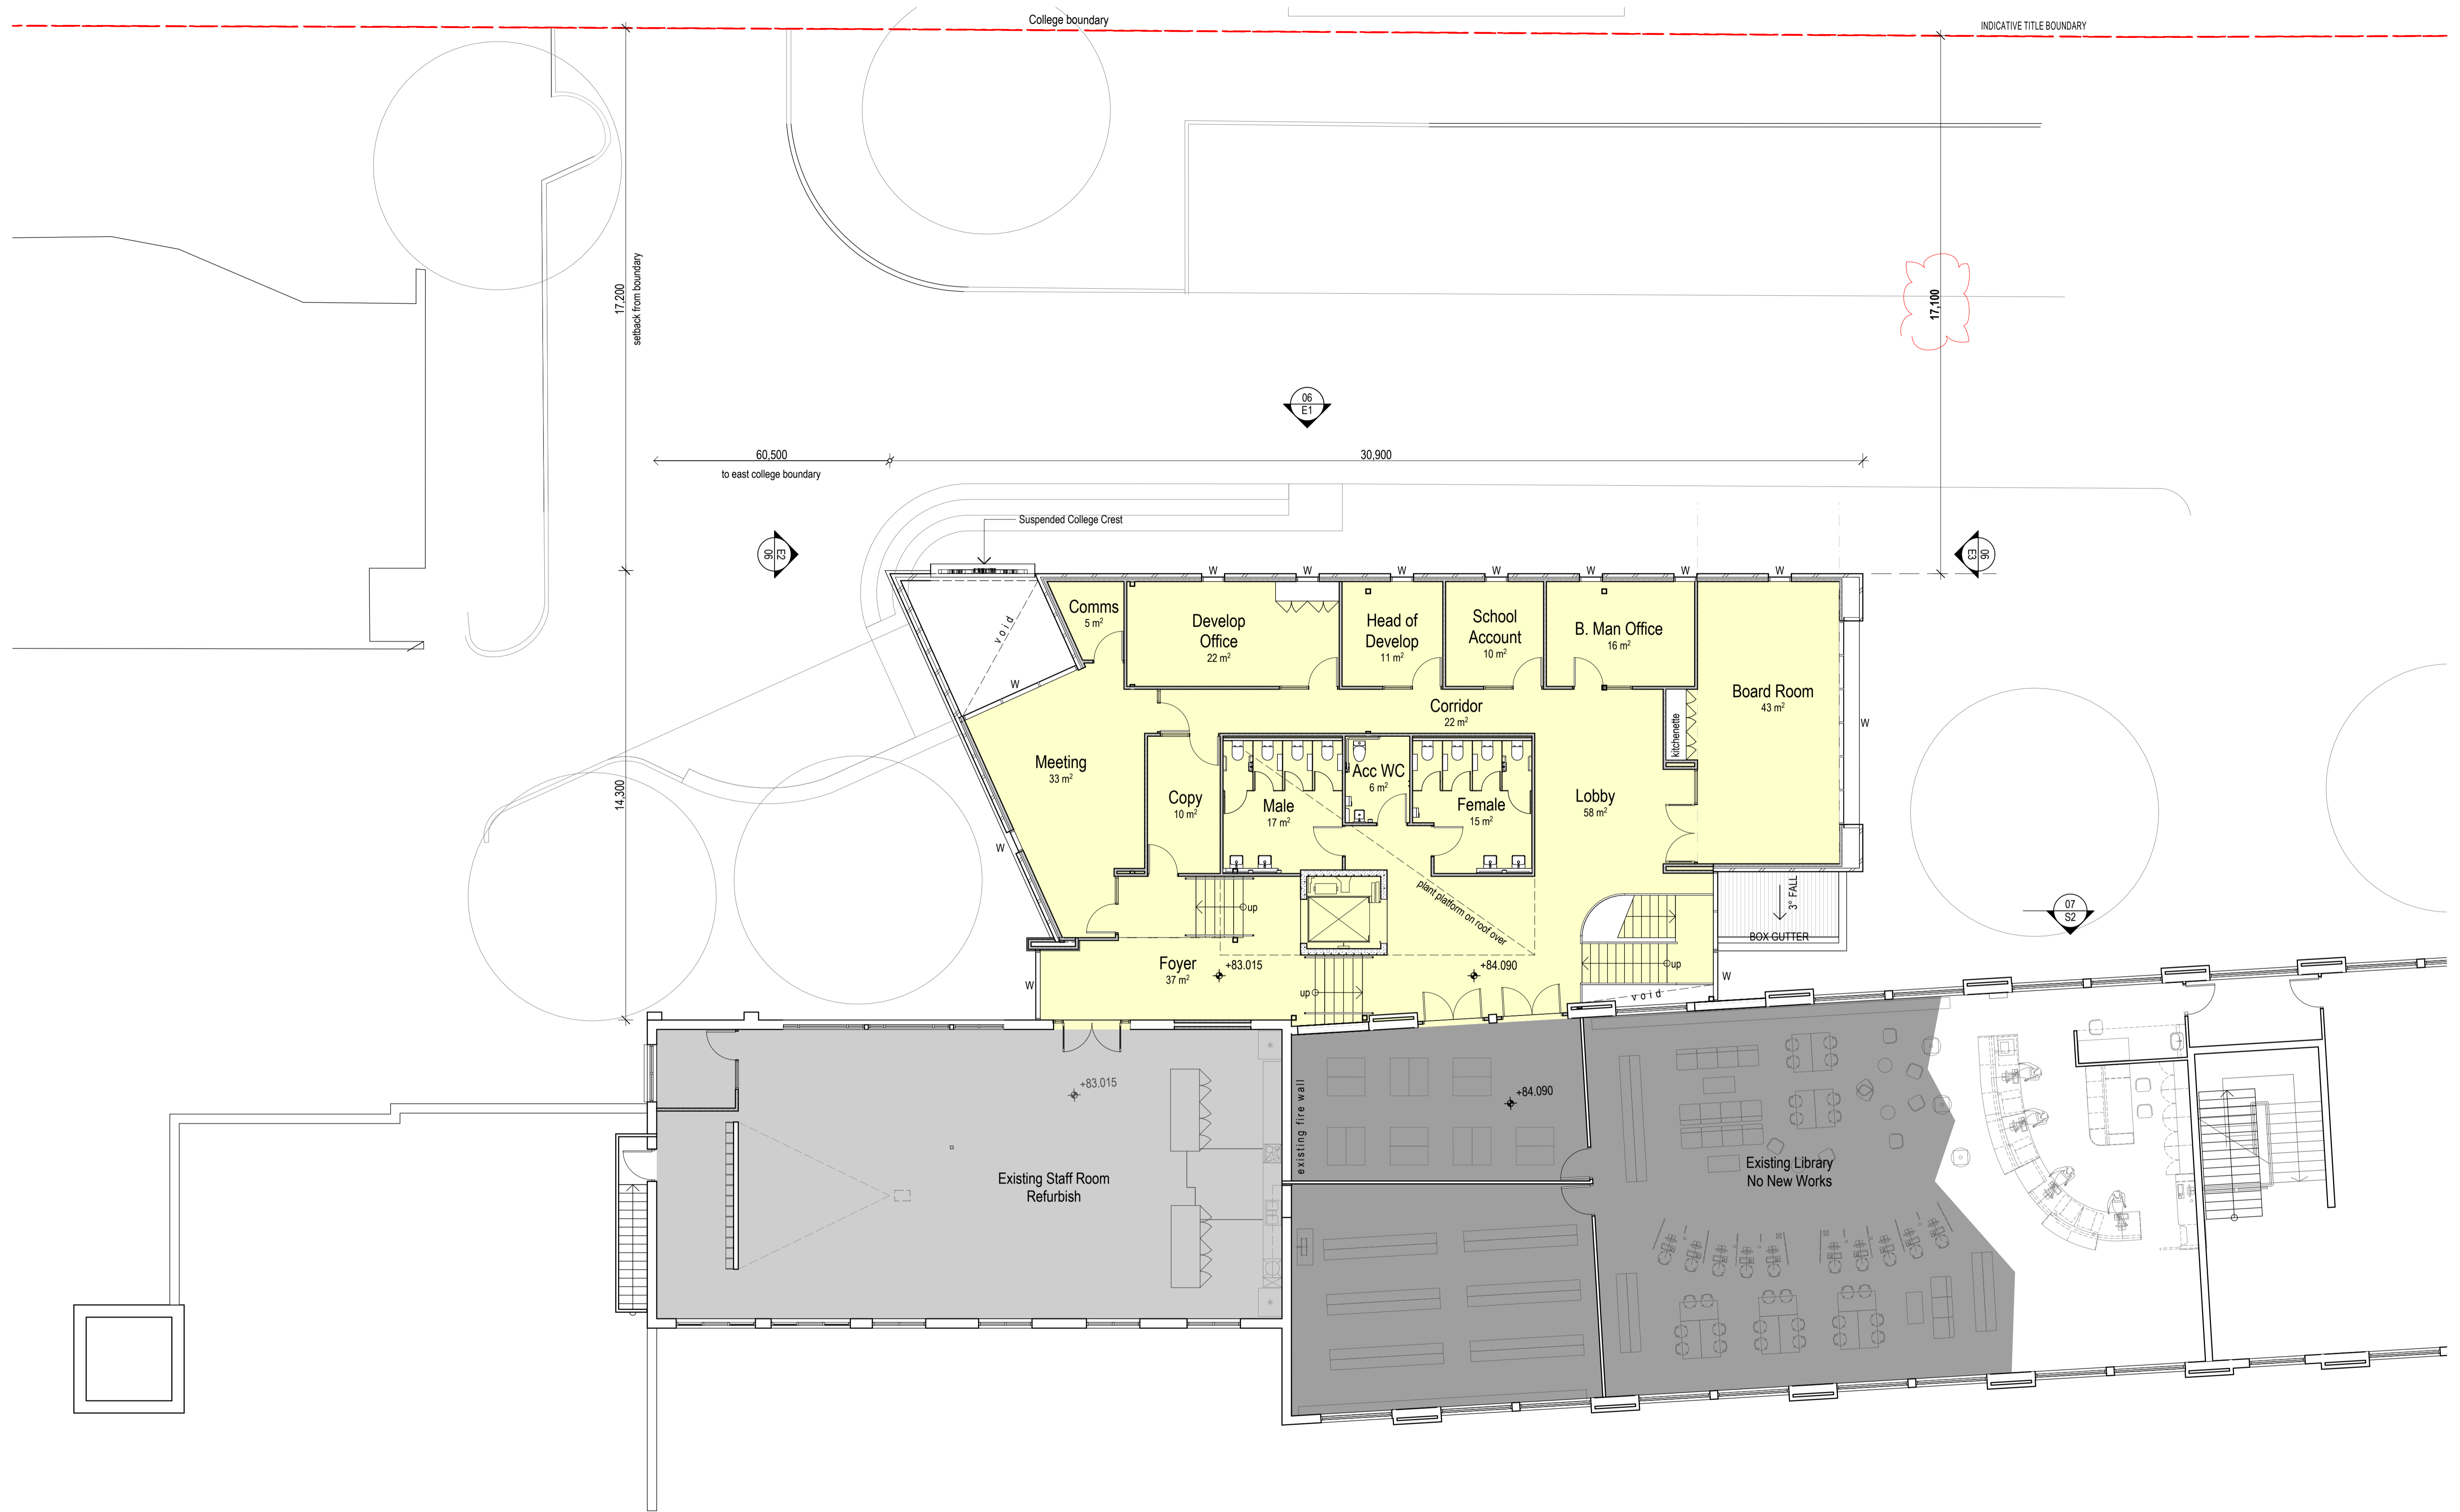 College boundary
INDICATIVE TITLE BOUNDARY
17,200
setback from boundary
17,100
06
E1
60,500
to east college boundary
30,900
Suspended College Crest
E2
06
06
E3
W
W
W
W
W
W
W
void
Comms
5 m²
Develop
Office
22 m²
Head of
Develop
11 m²
School
Account
10 m²
B. Man Office
16 m²
Board Room
43 m²
W
W
Corridor
22 m²
kitchenette
Meeting
33 m²
14,300
Copy
10 m²
Male
17 m²
Acc WC
6 m²
Female
15 m²
Lobby
58 m²
W
plant platform on roof over
up
3° FALL
BOX GUTTER
07
S2
Foyer
37 m²
+83.015
+84.090
up
up
W
W
void
+83.015
+84.090
existing fire wall
Existing Staff Room
Refurbish
Existing Library
No New Works